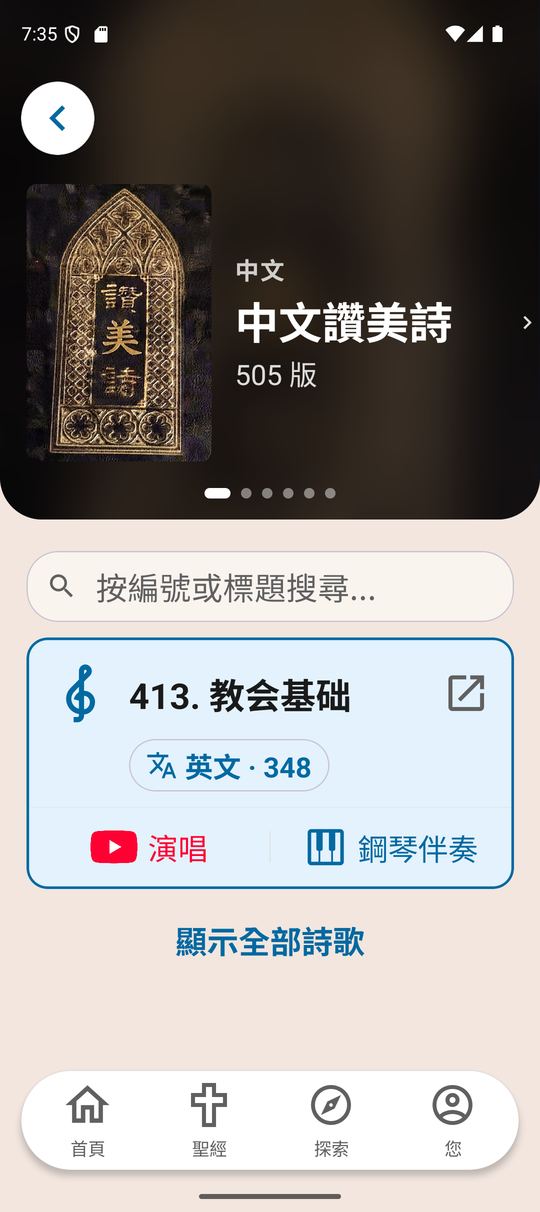 7:35
讚
美
詩
中文
中文讚美詩
505 版
按編號或標題搜尋...
413. 教会基础
英文 · 348
演唱
鋼琴伴奏
顯示全部詩歌
首頁
聖經
探索
您